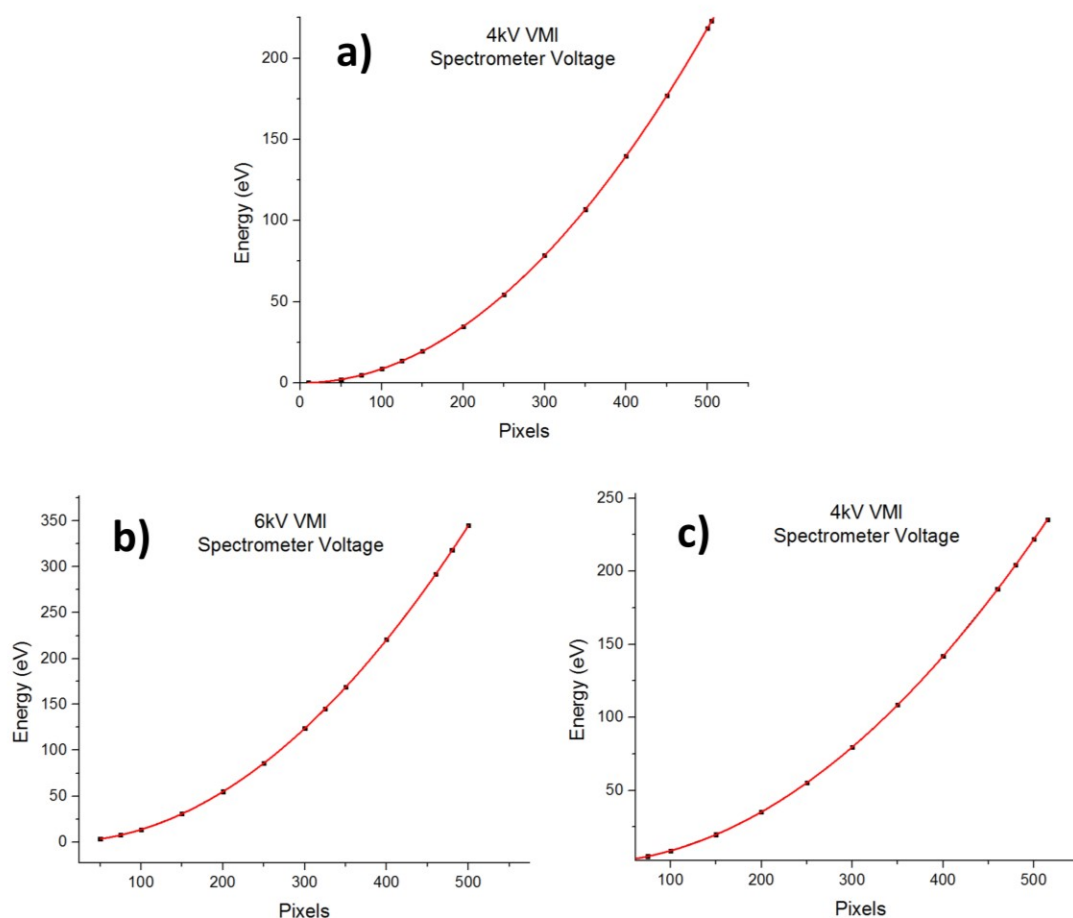 a)
4kV VMI
Spectrometer Voltage
Energy (eV)
200
150
100
50
0
0 100 200 300 400 500
Pixels
b)
6kV VMI
Spectrometer Voltage
Energy (eV)
350
300
250
200
150
100
50
0
100 200 300 400 500
Pixels
c)
4kV VMI
Spectrometer Voltage
Energy (eV)
250
200
150
100
50
100 200 300 400 500
Pixels